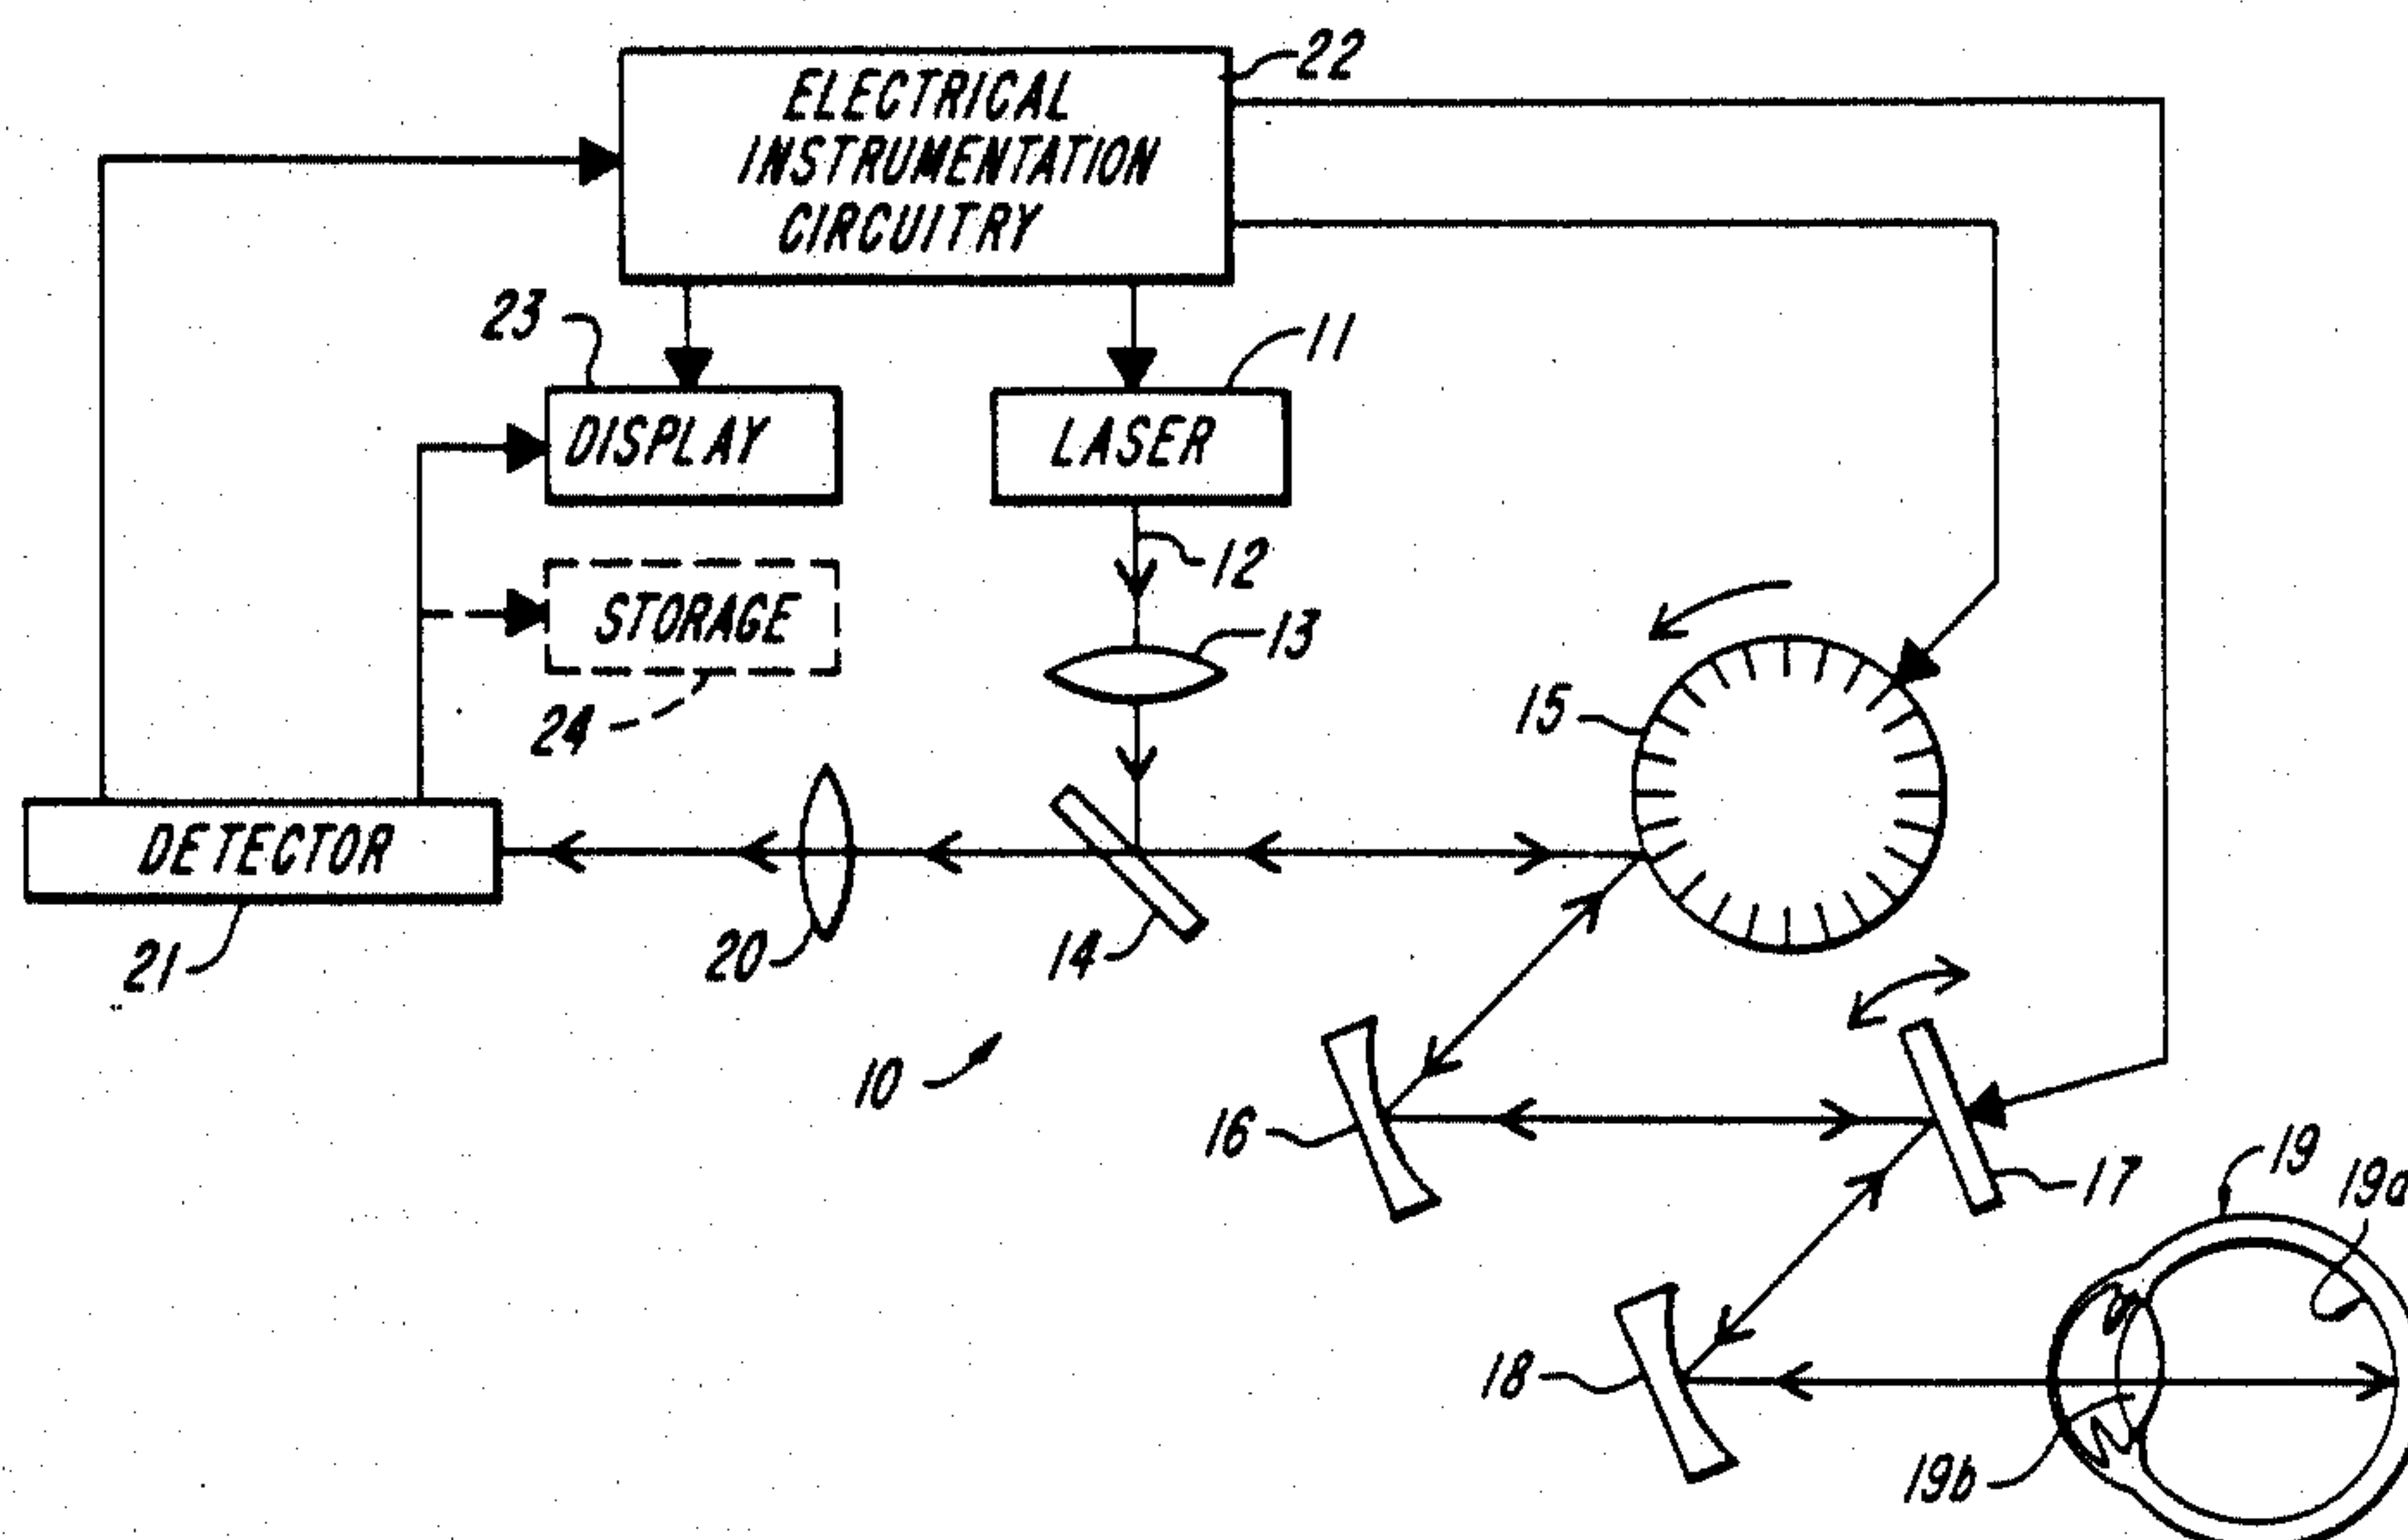 22
ELECTRICAL
INSTRUMENTATION
CIRCUITRY
23
11
DISPLAY
LASER
12
STORAGE
13
24
15
DETECTOR
21
20
14
10
16
17
19
19a
18
19b